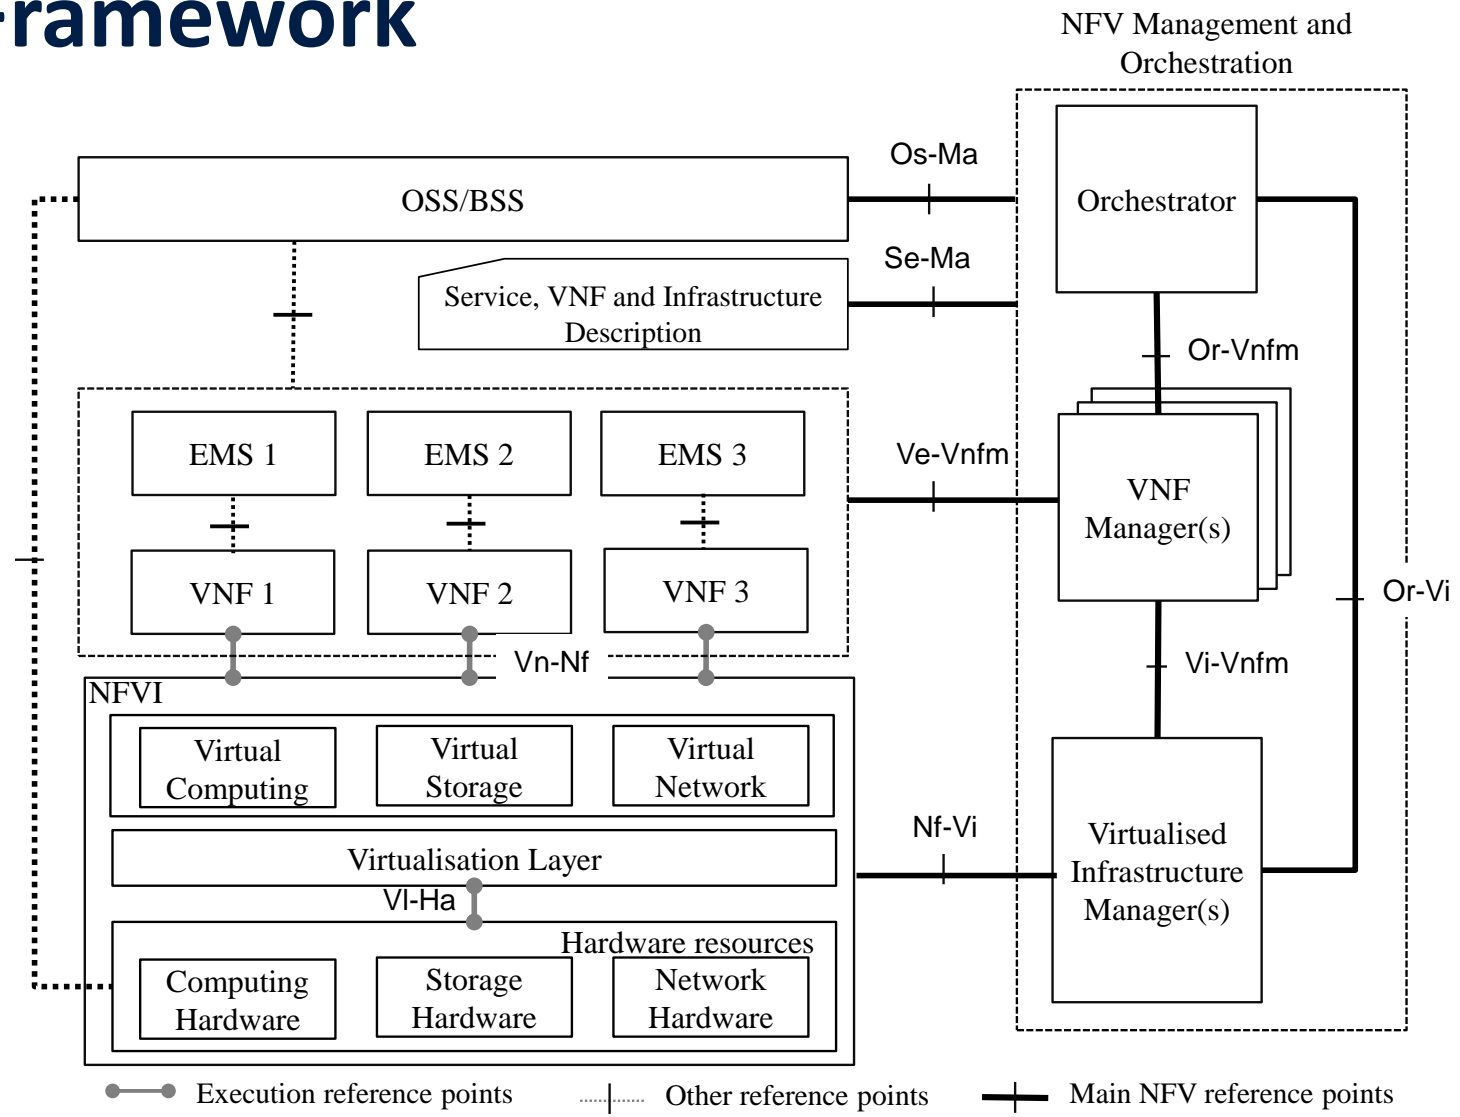 Framework
NFV Management and
Orchestration
OSS/BSS
Os-Ma
Orchestrator
Se-Ma
Service, VNF and Infrastructure
Description
Or-Vnfm
EMS 1
EMS 2
EMS 3
Ve-Vnfm
VNF
Manager(s)
VNF 1
VNF 2
VNF 3
Or-Vi
Vn-Nf
Vi-Vnfm
NFVI
Virtual
Computing
Virtual
Storage
Virtual
Network
Nf-Vi
Virtualised
Infrastructure
Manager(s)
Virtualisation Layer
Vl-Ha
Hardware resources
Computing
Hardware
Storage
Hardware
Network
Hardware
Execution reference points
Other reference points
Main NFV reference points